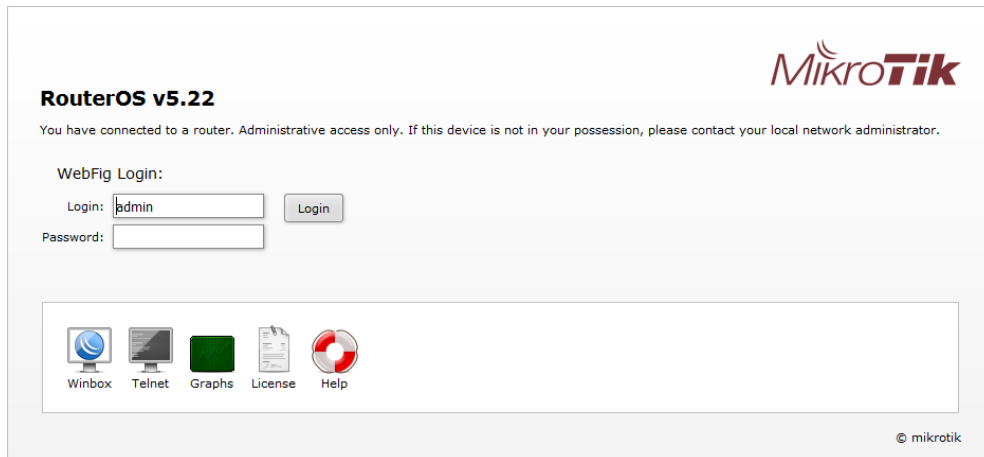 MikroTik
RouterOS v5.22
You have connected to a router. Administrative access only. If this device is not in your possession, please contact your local network administrator.
WebFig Login:
Login: admin Login
Password:
Winbox Telnet Graphs License Help
© mikrotik